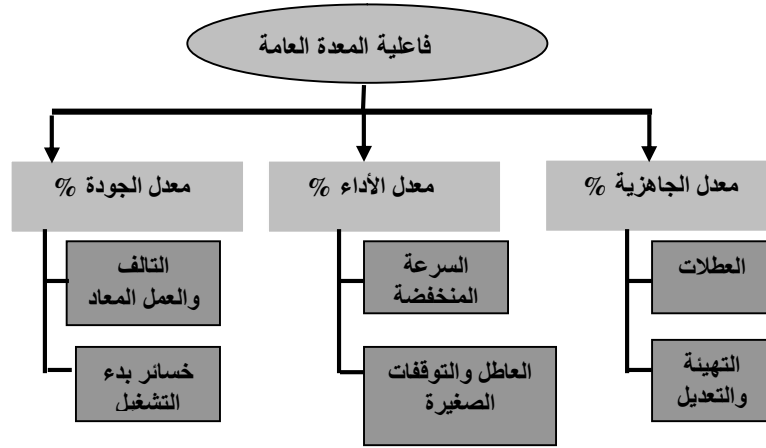 فاعلية المعدة العامة
معدل الجاهزية %
معدل الأداء %
معدل الجودة %
العطلات
التهيئة
والتعديل
السرعة
المنخفضة
العاطل والتوقفات
الصغيرة
التالف
والعمل المعاد
خسائر بدء
التشغيل